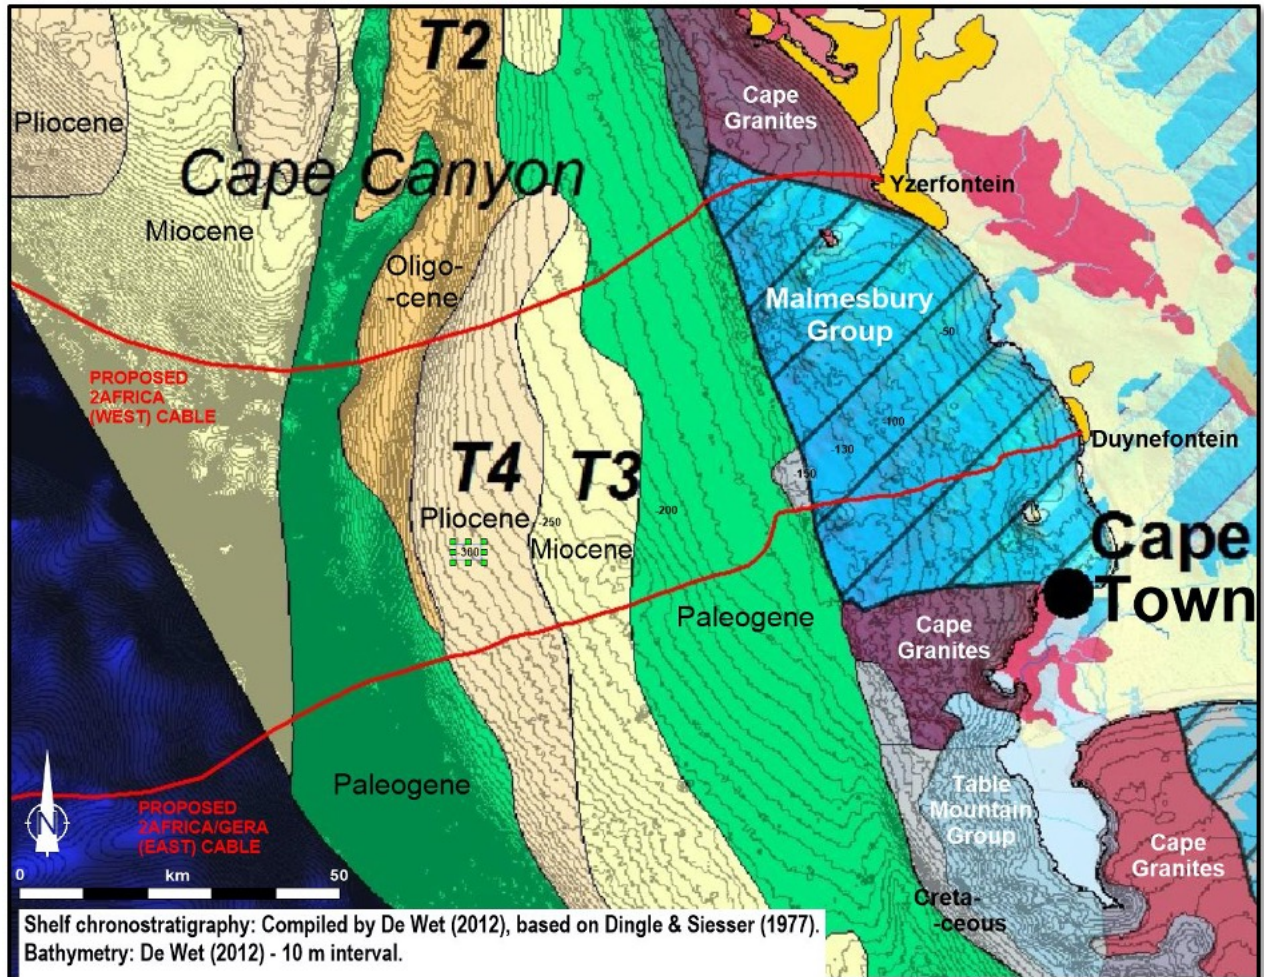 T2
Cape
Granites
Pliocene
Cape Canyon
Yzerfontein
Miocene
Oligo-
-cene
Malmesbury
Group
-50
PROPOSED
2AFRICA
(WEST) CABLE
-100
Duynefontein
-130
-150
T4
T3
Pliocene
-250
-200
Miocene
-300
Cape
Town
Paleogene
Cape
Granites
Paleogene
Table
Mountain
Group
PROPOSED
2AFRICA/GERA
(EAST) CABLE
N
Cape
Granites
0 km 50
Creta-
-ceous
Shelf chronostratigraphy: Compiled by De Wet (2012), based on Dingle & Siesser (1977).
Bathymetry: De Wet (2012) - 10 m interval.